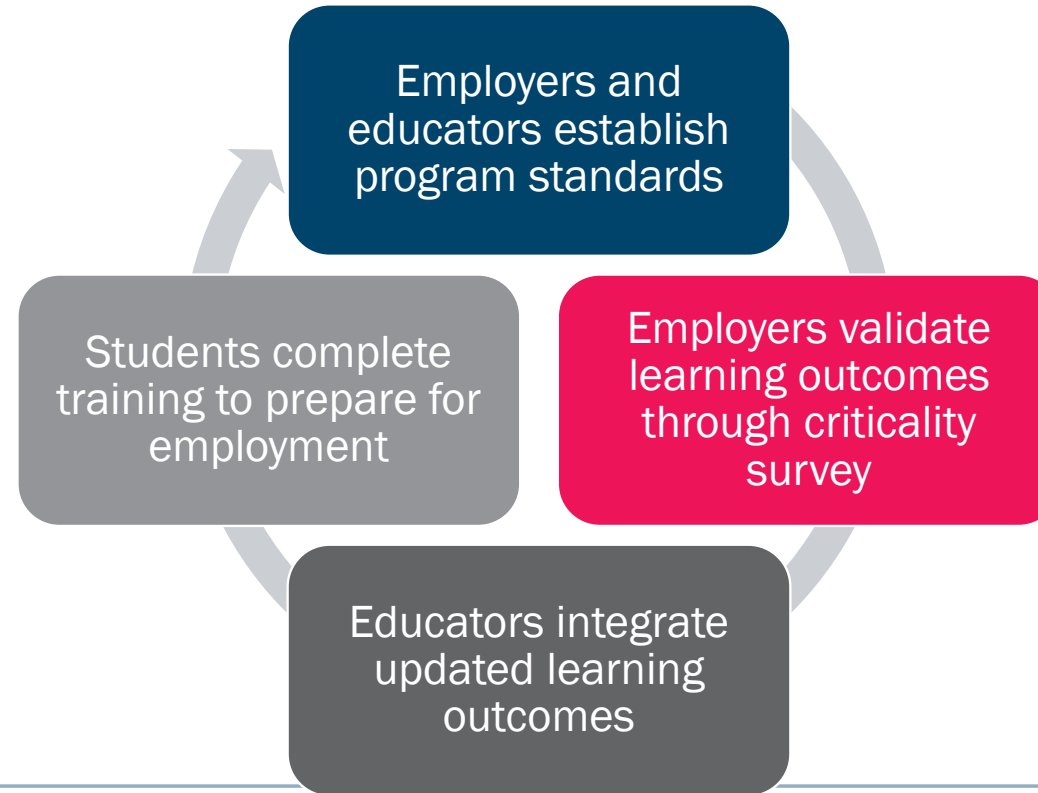 Employers and
educators establish
program standards
Employers validate
learning outcomes
through criticality
survey
Educators integrate
updated learning
outcomes
Students complete
training to prepare for
employment